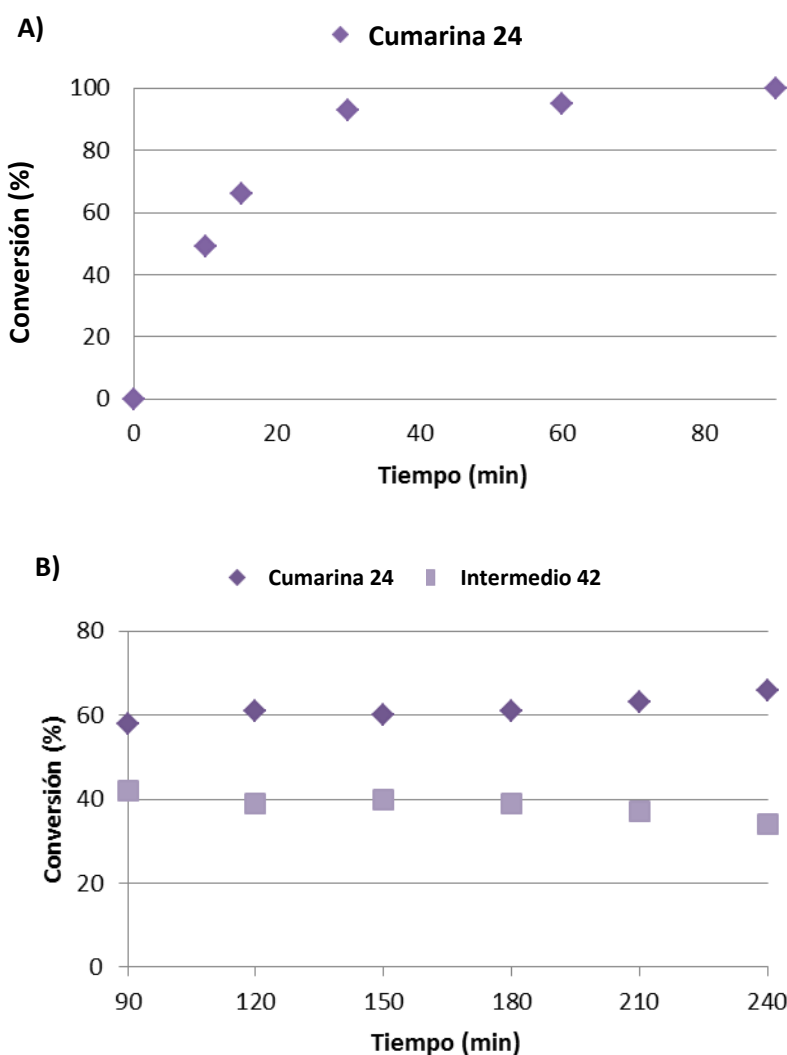 A)
Cumarina 24
100
80
60
40
20
0
Conversión (%)
0 20 40 60 80
Tiempo (min)
B)
Cumarina 24 Intermedio 42
80
60
40
20
0
Conversión (%)
90 120 150 180 210 240
Tiempo (min)